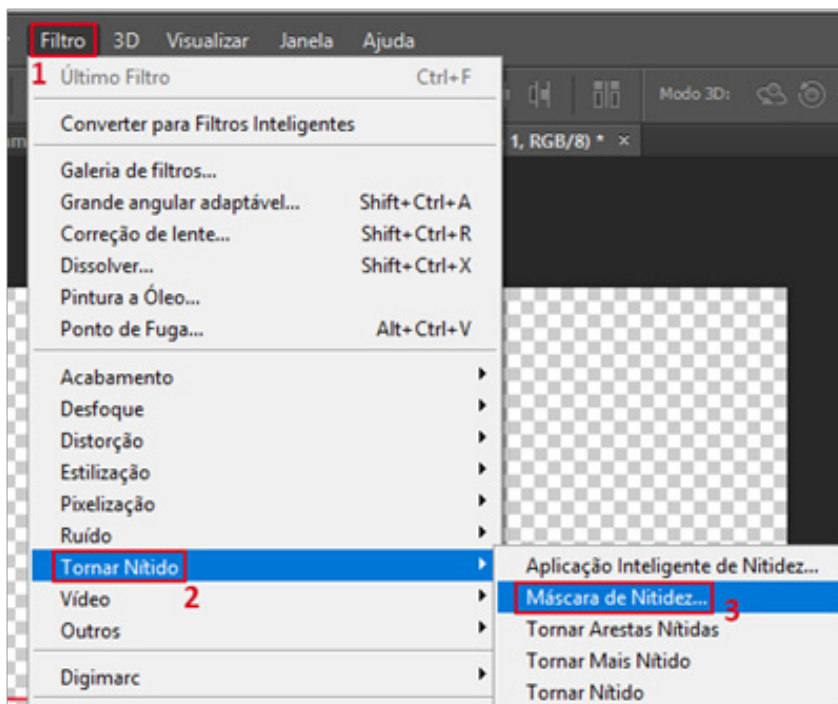 Filtro 3D Visualizar Janela Ajuda
1
Último Filtro Ctrl+F
Modo 3D:
Converter para Filtros Inteligentes
1, RGB/8) * ×
Galeria de filtros...
Grande angular adaptável... Shift+Ctrl+A
Correção de lente... Shift+Ctrl+R
Dissolver... Shift+Ctrl+X
Pintura a Óleo...
Ponto de Fuga... Alt+Ctrl+V
Acabamento
Desfoque
Distorção
Estilização
Pixelização
Ruído
Tornar Nítido
2
Vídeo
Outros
Digimarc
Aplicação Inteligente de Nitidez...
Máscara de Nitidez...
3
Tornar Arestas Nítidas
Tornar Mais Nítido
Tornar Nítido